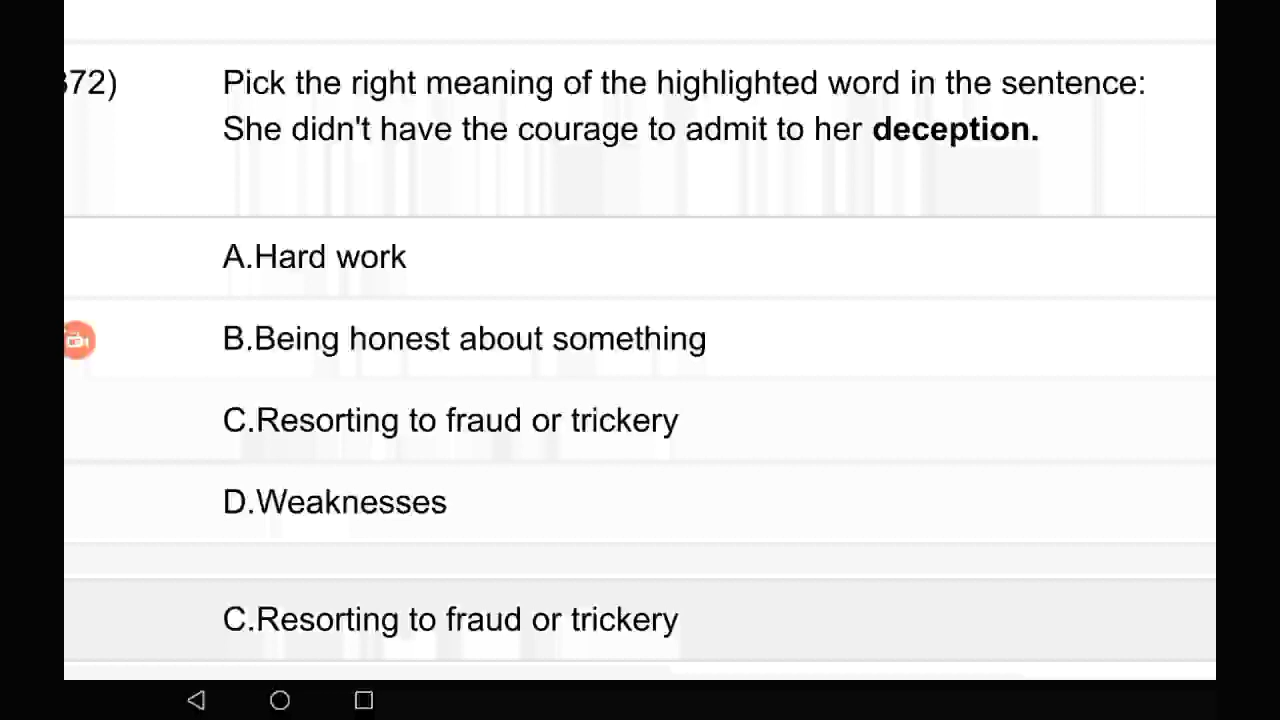 372) Pick the right meaning of the highlighted word in the sentence:
She didn't have the courage to admit to her deception.
A.Hard work
B.Being honest about something
C.Resorting to fraud or trickery
D.Weaknesses
C.Resorting to fraud or trickery